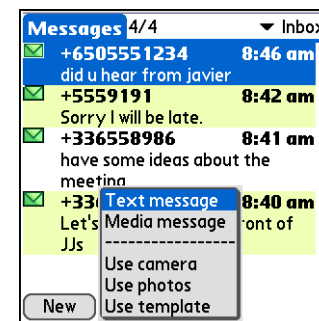 Messages 4/4 Inbox
+6505551234 8:46 am
did u hear from javier
+5559191 8:42 am
Sorry I will be late.
+336558986 8:41 am
have some ideas about the
meeting
+33 8:40 am
Let's ront of
JJs
Text message
Media message
-----------------
Use camera
Use photos
Use template
New